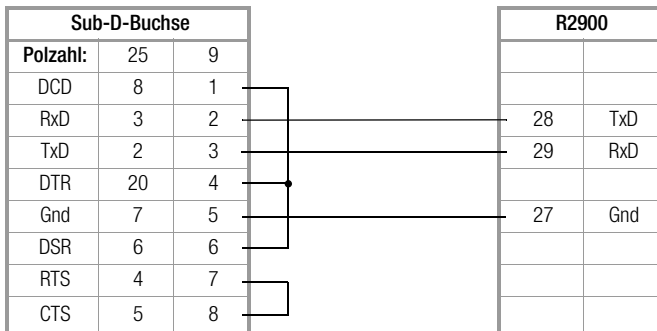 Sub-D-Buchse R2900
Polzahl: 25 9
DCD 8 1
RxD 3 2 28 TxD
TxD 2 3 29 RxD
DTR 20 4
Gnd 7 5 27 Gnd
DSR 6 6
RTS 4 7
CTS 5 8